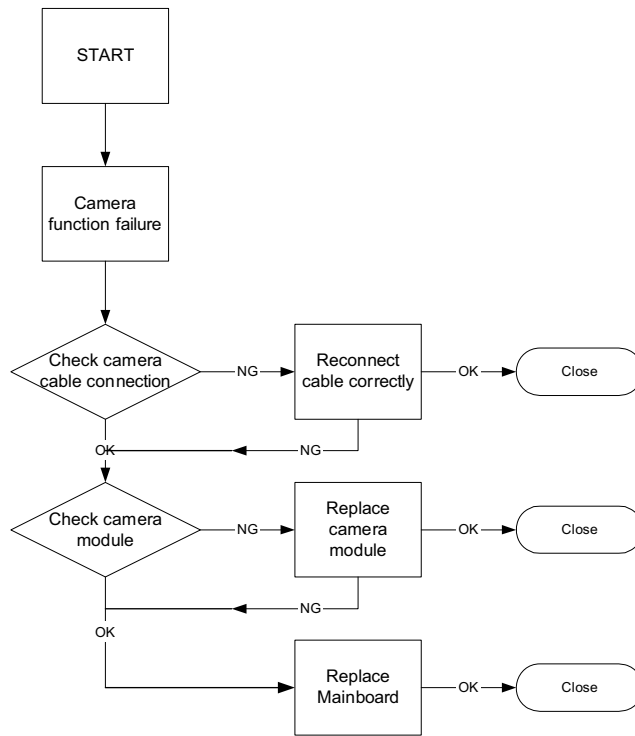 START
Camera
function failure
Check camera
cable connection
NG
Reconnect
cable correctly
OK
Close
NG
OK
Check camera
module
NG
Replace
camera
module
OK
Close
NG
OK
Replace
Mainboard
OK
Close